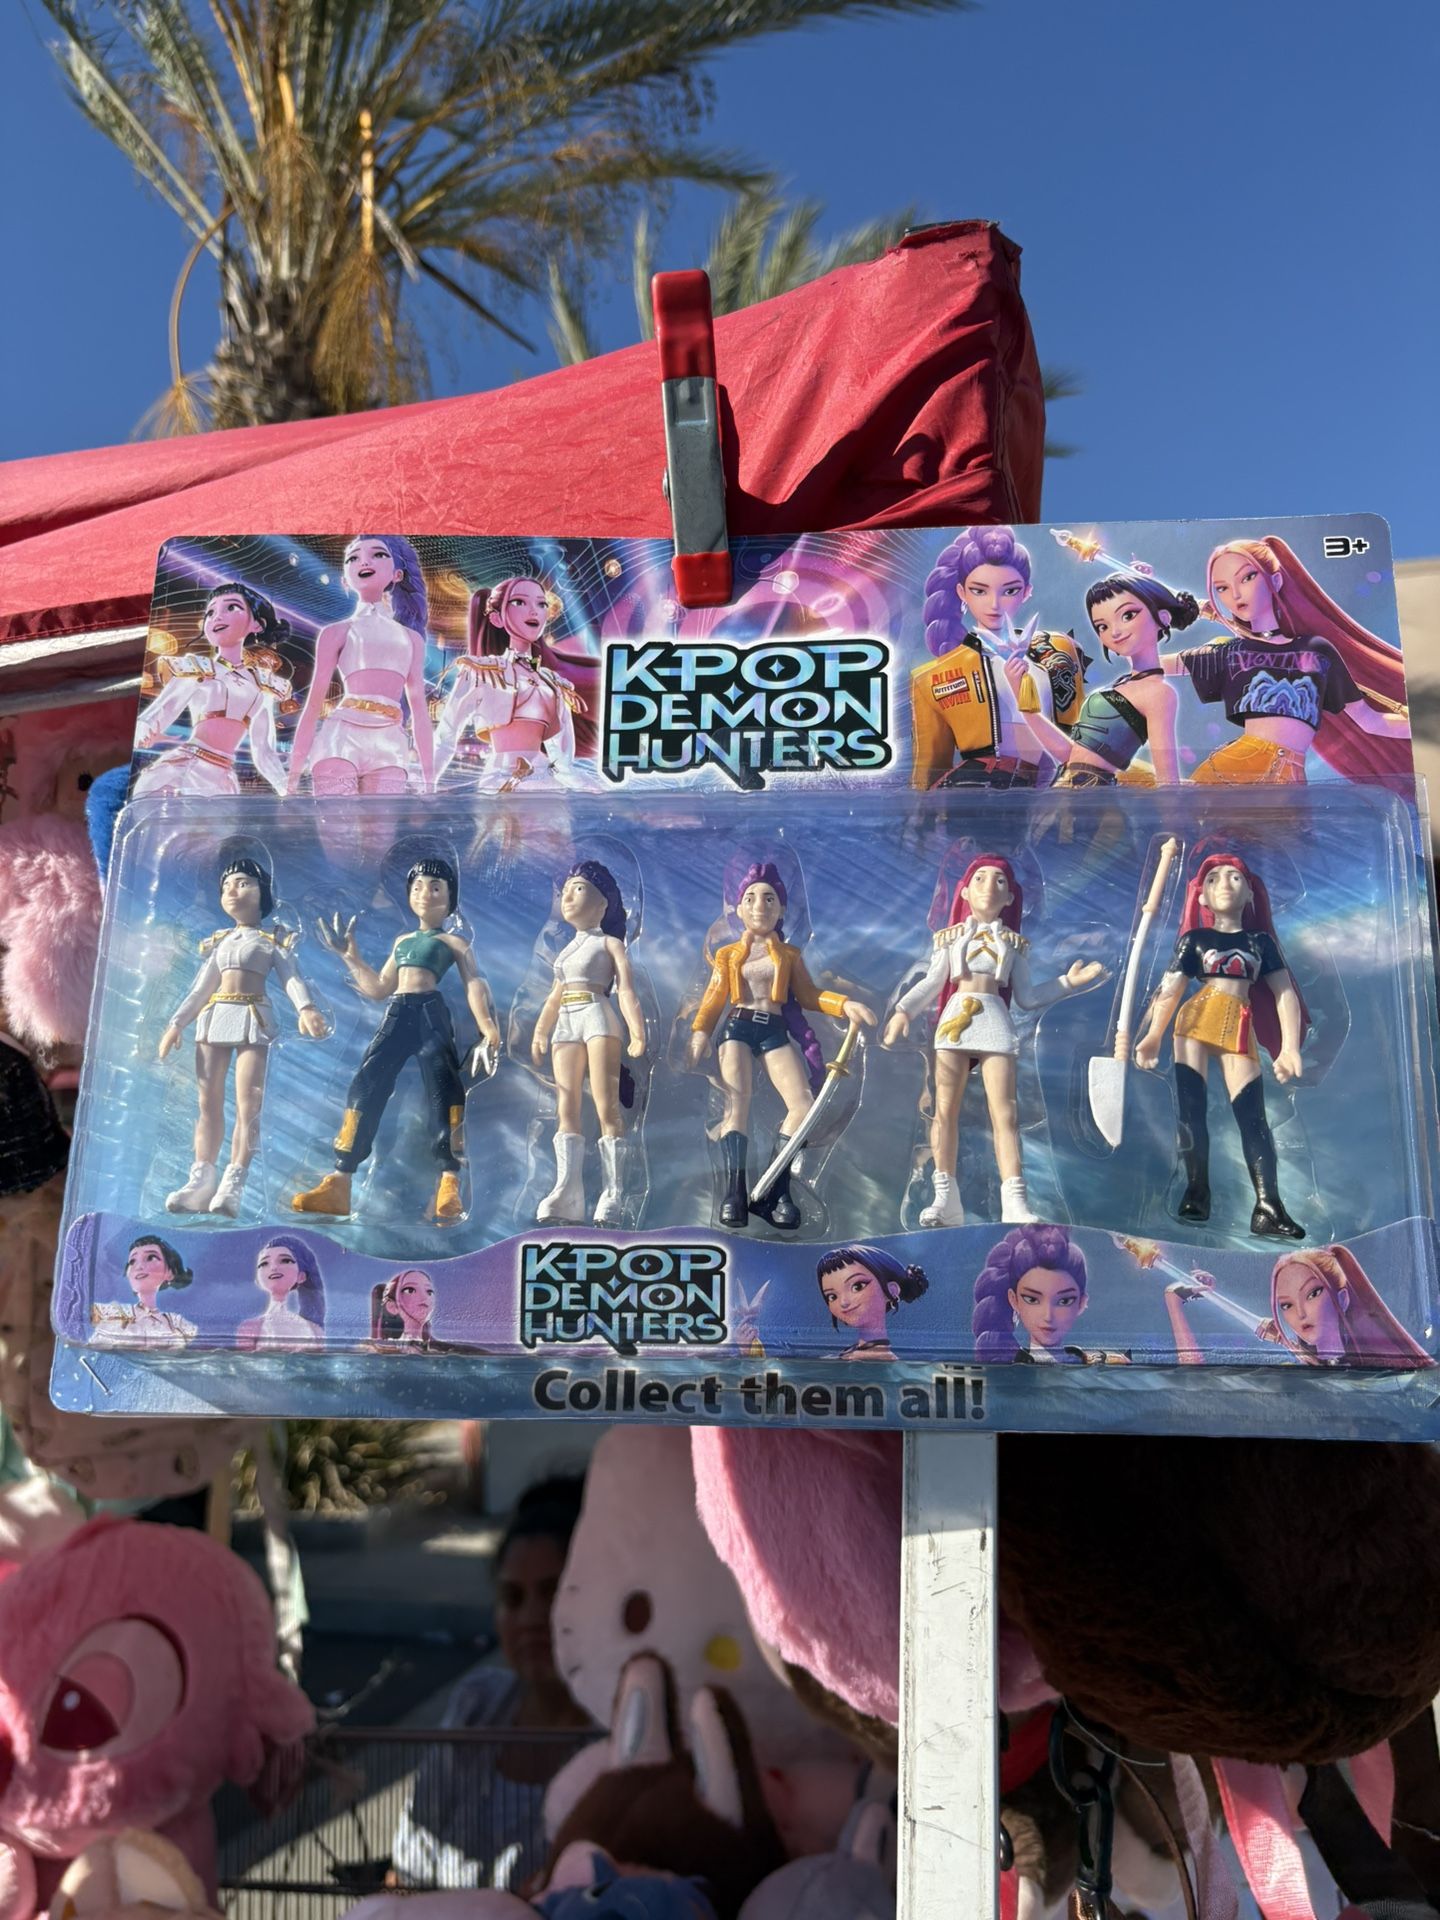 3+
K-POP
DEMON
HUNTERS
K-POP
DEMON
HUNTERS
Collect them all!